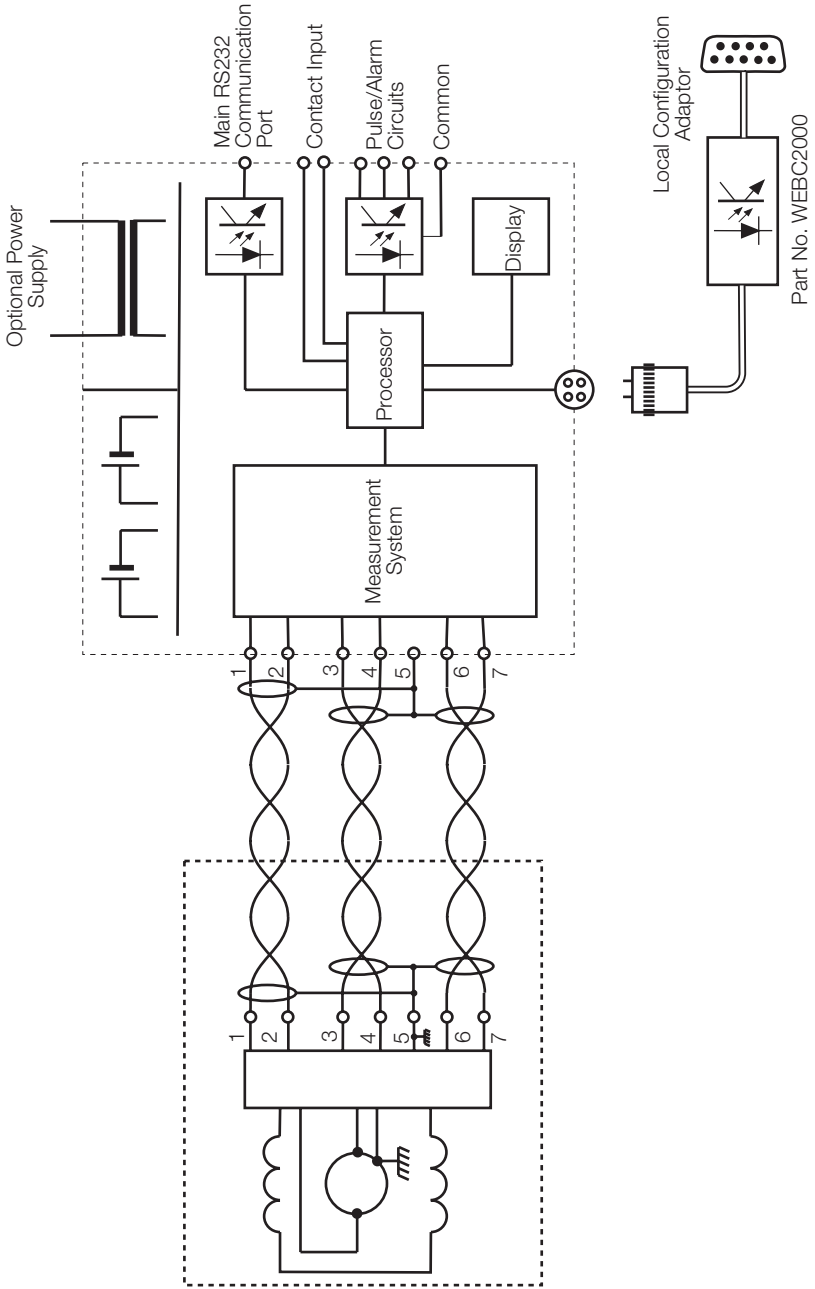 Optional Power
Supply
Main RS232
Communication
Port
Contact Input
Pulse/Alarm
Circuits
Common
Display
Processor
Measurement
System
1
2
3
4
5
6
7
1
2
3
4
5
6
7
Local Configuration
Adaptor
Part No. WEBC2000